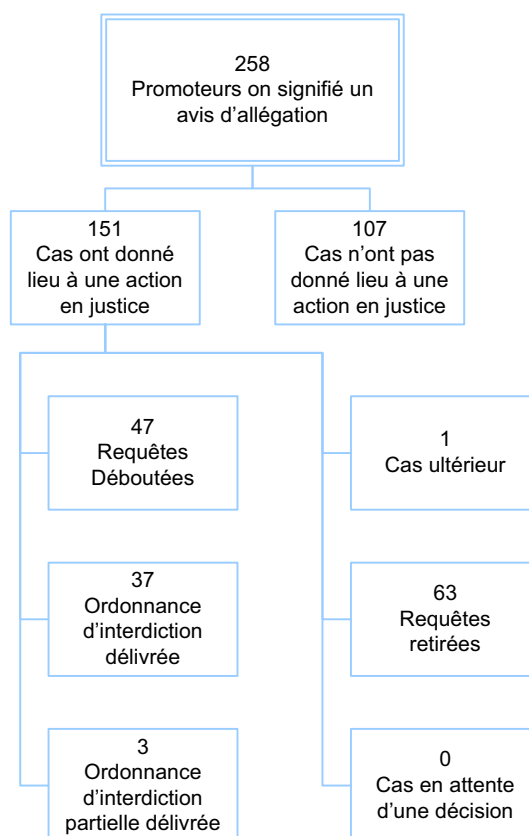 258
Promoteurs on signifié un
avis d’allégation
151
Cas ont donné
lieu à une action
en justice
107
Cas n’ont pas
donné lieu à une
action en justice
47
Requêtes
Déboutées
1
Cas ultérieur
37
Ordonnance
d’interdiction
délivrée
63
Requêtes
retirées
3
Ordonnance
d’interdiction
partielle délivrée
0
Cas en attente
d’une décision